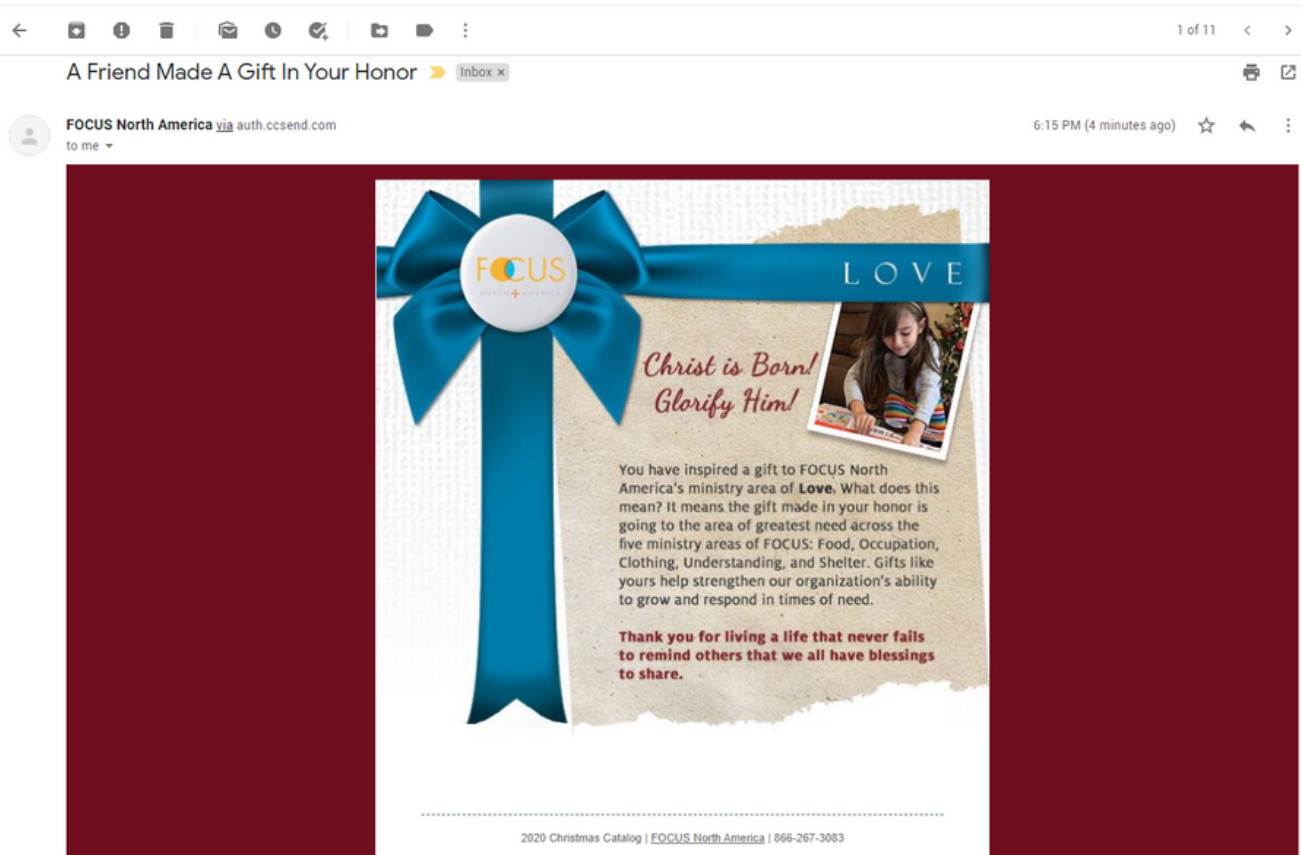 1 of 11
A Friend Made A Gift In Your Honor
Inbox ×
FOCUS North America via auth.ccsend.com
6:15 PM (4 minutes ago)
to me
FOCUS
NORTH AMERICA
LOVE
Christ is Born!
Glorify Him!
You have inspired a gift to FOCUS North
America's ministry area of Love. What does this
mean? It means the gift made in your honor is
going to the area of greatest need across the
five ministry areas of FOCUS: Food, Occupation,
Clothing, Understanding, and Shelter. Gifts like
yours help strengthen our organization's ability
to grow and respond in times of need.
Thank you for living a life that never fails
to remind others that we all have blessings
to share.
2020 Christmas Catalog | FOCUS North America | 866-267-3083